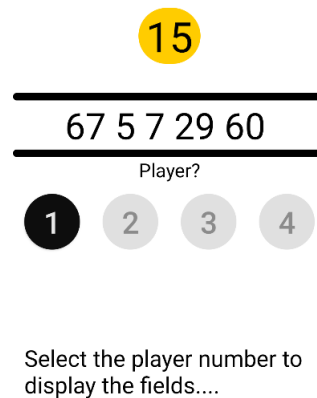 15
67 5 7 29 60
Player?
1 2 3 4
Select the player number to
display the fields....